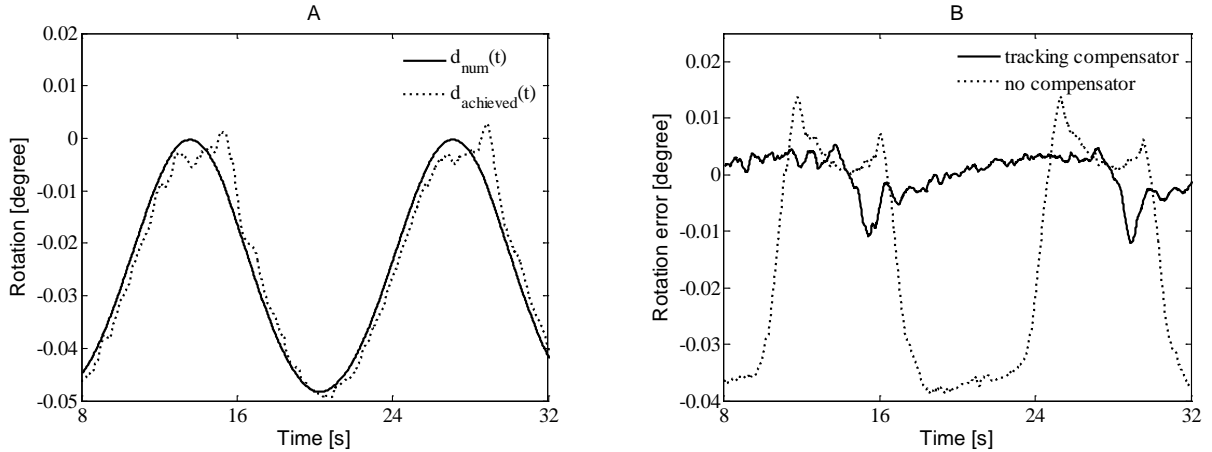 A
0.02
0.01
0
-0.01
-0.02
-0.03
-0.04
-0.05
Rotation [degree]
d_num(t)
d_achieved(t)
8 16 24 32
Time [s]
B
0.02
0.01
0
-0.01
-0.02
-0.03
-0.04
Rotation error [degree]
tracking compensator
no compensator
8 16 24 32
Time [s]